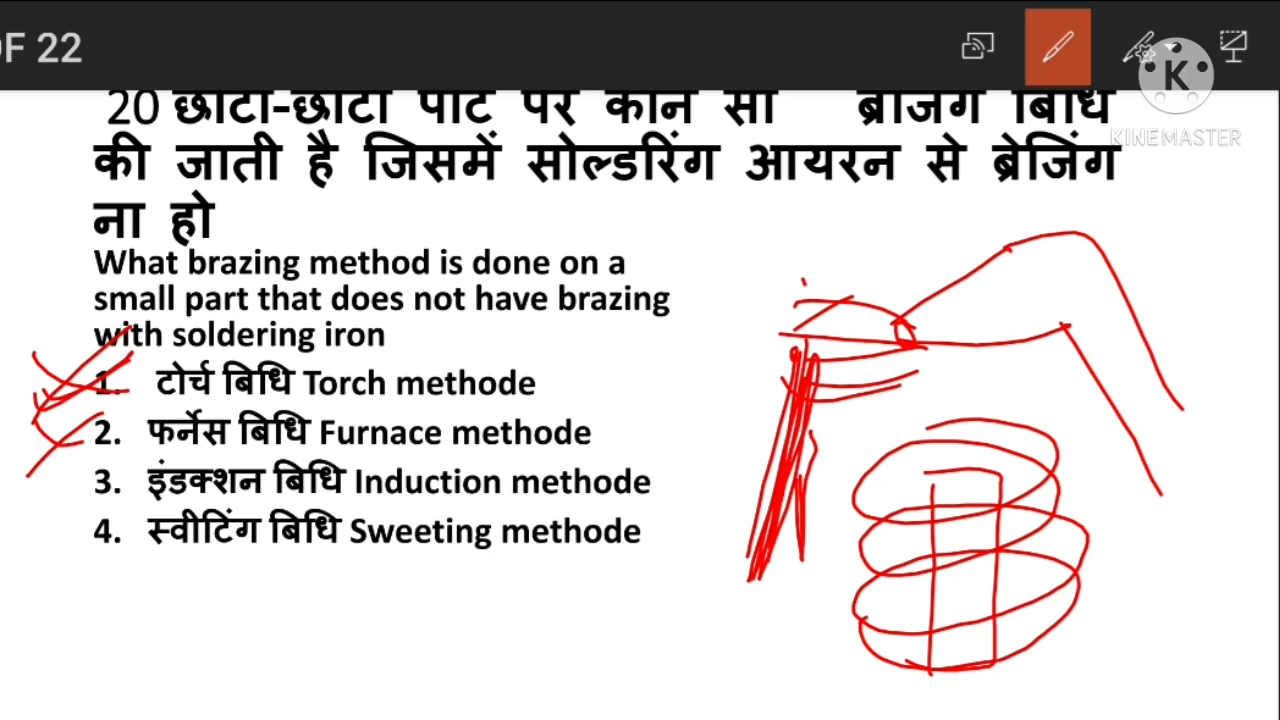 OF 22
K
KINEMASTER
20 छोटा-छोटा पार्ट पर कौन सी ब्रेजिंग बिधि
की जाती है जिसमें सोल्डरिंग आयरन से ब्रेजिंग
ना हो
What brazing method is done on a
small part that does not have brazing
with soldering iron
1. टोर्च बिधि Torch methode
2. फर्नेस बिधि Furnace methode
3. इंडक्शन बिधि Induction methode
4. स्वीटिंग बिधि Sweeting methode